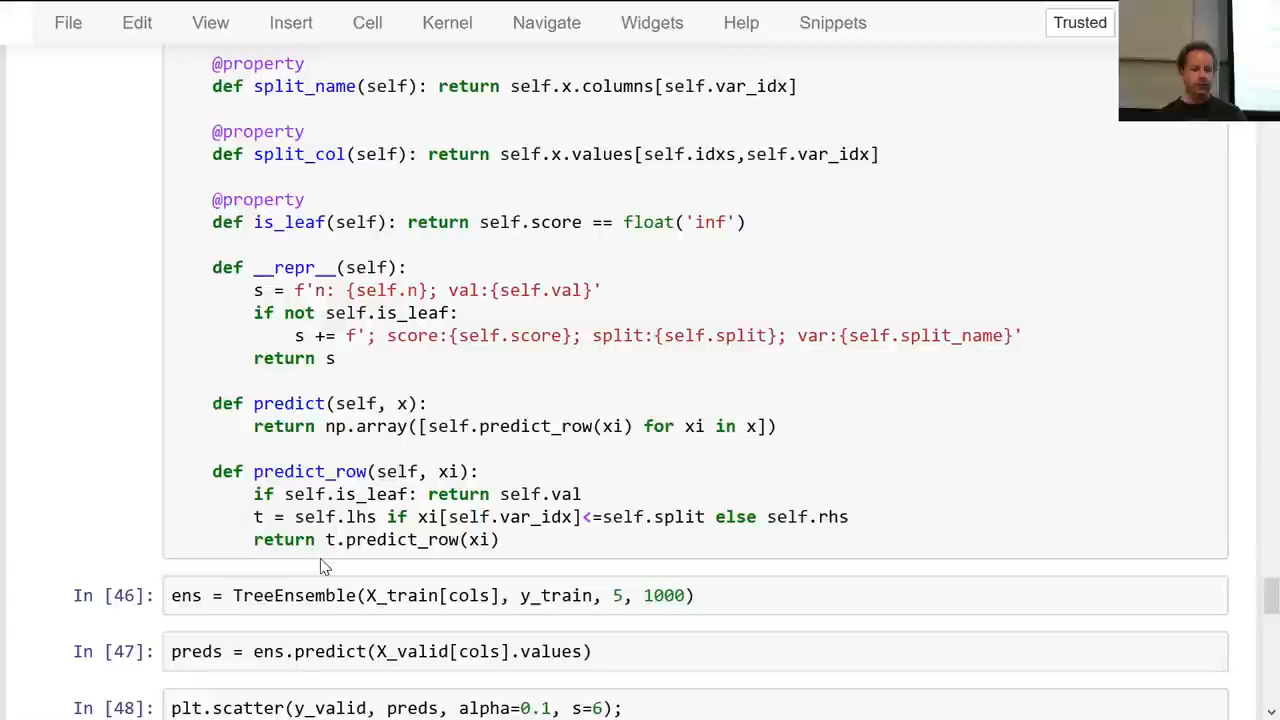 File Edit View Insert Cell Kernel Navigate Widgets Help Snippets Trusted
@property
def split_name(self): return self.x.columns[self.var_idx]
@property
def split_col(self): return self.x.values[self.idxs,self.var_idx]
@property
def is_leaf(self): return self.score == float('inf')
def __repr__(self):
s = f'n: {self.n}; val:{self.val}'
if not self.is_leaf:
s += f'; score:{self.score}; split:{self.split}; var:{self.split_name}'
return s
def predict(self, x):
return np.array([self.predict_row(xi) for xi in x])
def predict_row(self, xi):
if self.is_leaf: return self.val
t = self.lhs if xi[self.var_idx]<=self.split else self.rhs
return t.predict_row(xi)
In [46]: ens = TreeEnsemble(X_train[cols], y_train, 5, 1000)
In [47]: preds = ens.predict(X_valid[cols].values)
In [48]: plt.scatter(y_valid, preds, alpha=0.1, s=6);